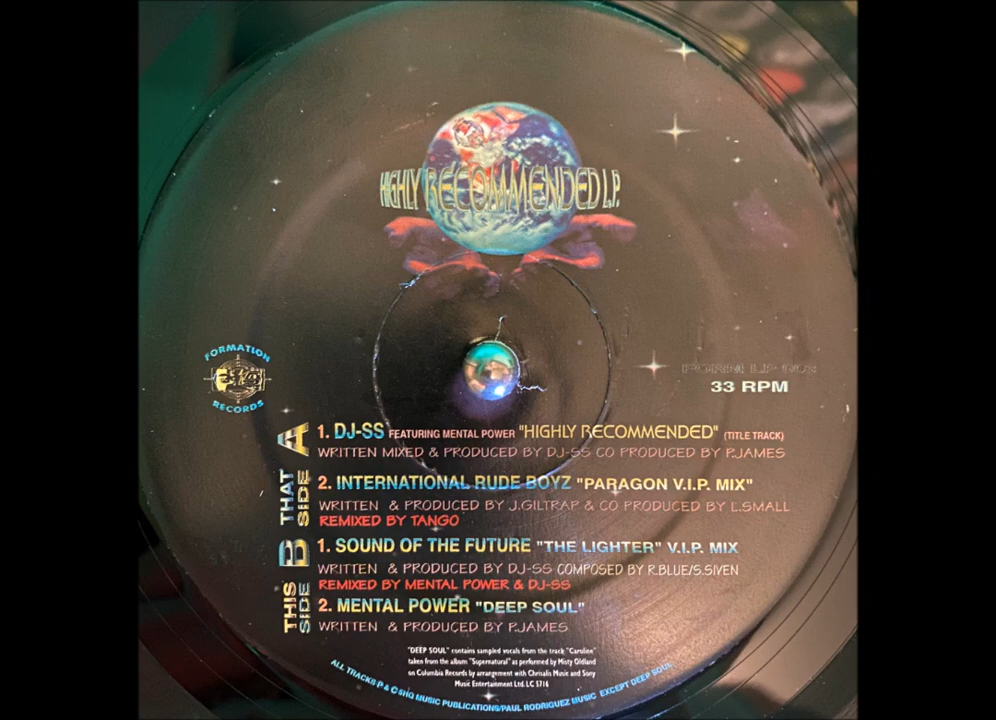 HIGHLY RECOMMENDED L.P.
FORMATION
RECORDS
33 RPM
THAT SIDE A
1. DJ-SS FEATURING MENTAL POWER "HIGHLY RECOMMENDED" (TITLE TRACK)
WRITTEN MIXED & PRODUCED BY DJ-SS CO PRODUCED BY P.JAMES
2. INTERNATIONAL RUDE BOYZ "PARAGON V.I.P. MIX"
WRITTEN & PRODUCED BY J.GILTRAP & CO PRODUCED BY L.SMALL
REMIXED BY TANGO
THIS SIDE B
1. SOUND OF THE FUTURE "THE LIGHTER" V.I.P. MIX
WRITTEN & PRODUCED BY DJ-SS COMPOSED BY R.BLUE/S.SIVEN
REMIXED BY MENTAL POWER & DJ-SS
2. MENTAL POWER "DEEP SOUL"
WRITTEN & PRODUCED BY P.JAMES
"DEEP SOUL" contains sampled vocals from the track "Caroline"
taken from the album "Supernatural" as performed by Misty Oldland
on Columbia Records by arrangement with Chrisalis Music and Sony
Music Entertainment Ltd. LC 5716
ALL TRACKS P & C SHQ MUSIC PUBLICATIONS/PAUL RODRIGUEZ MUSIC EXCEPT DEEP SOUL